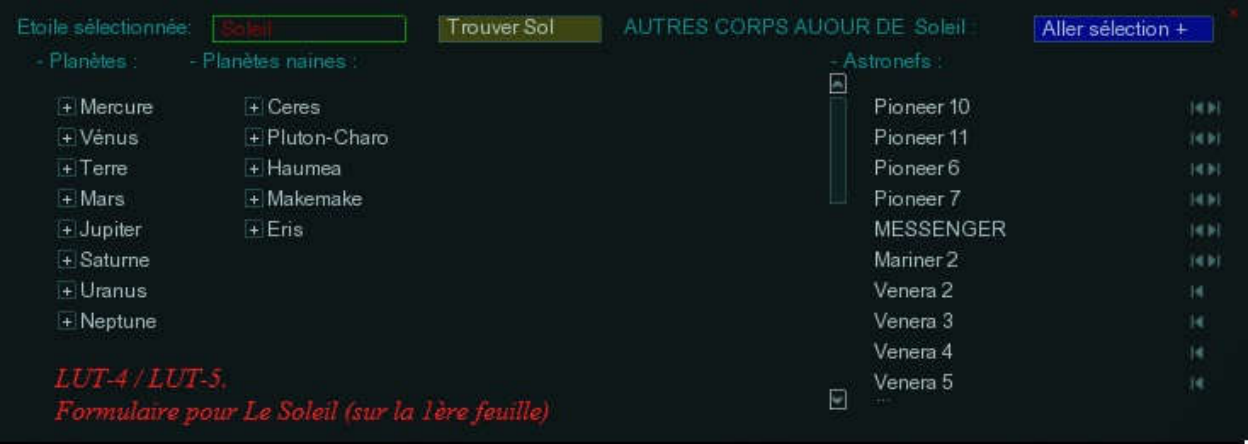 Etoile sélectionnée: Soleil Trouver Sol AUTRES CORPS AUOUR DE Soleil : Aller sélection +
- Planètes : - Planètes naines : - Astronefs :
+ Mercure + Ceres Pioneer 10
+ Vénus + Pluton-Charo Pioneer 11
+ Terre + Haumea Pioneer 6
+ Mars + Makemake Pioneer 7
+ Jupiter + Eris MESSENGER
+ Saturne Mariner 2
+ Uranus Venera 2
+ Neptune Venera 3
Venera 4
LUT-4 / LUT-5. Venera 5
Formulaire pour Le Soleil (sur la 1ère feuille) ...